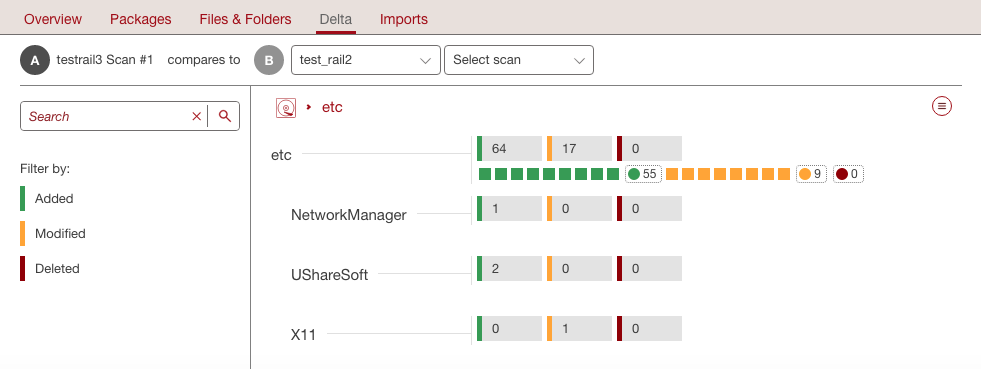 Overview Packages Files & Folders Delta Imports
A testrail3 Scan #1 compares to B test_rail2 Select scan
Search
etc
Filter by:
Added
Modified
Deleted
etc 64 17 0
55 9 0
NetworkManager 1 0 0
UShareSoft 2 0 0
X11 0 1 0